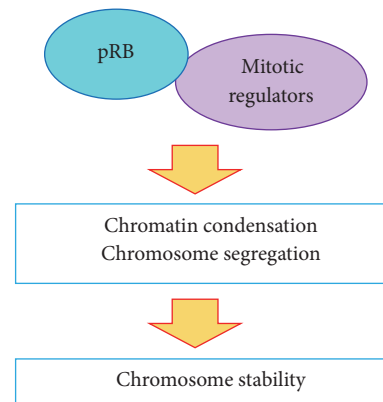 pRB
Mitotic
regulators
Chromatin condensation
Chromosome segregation
Chromosome stability